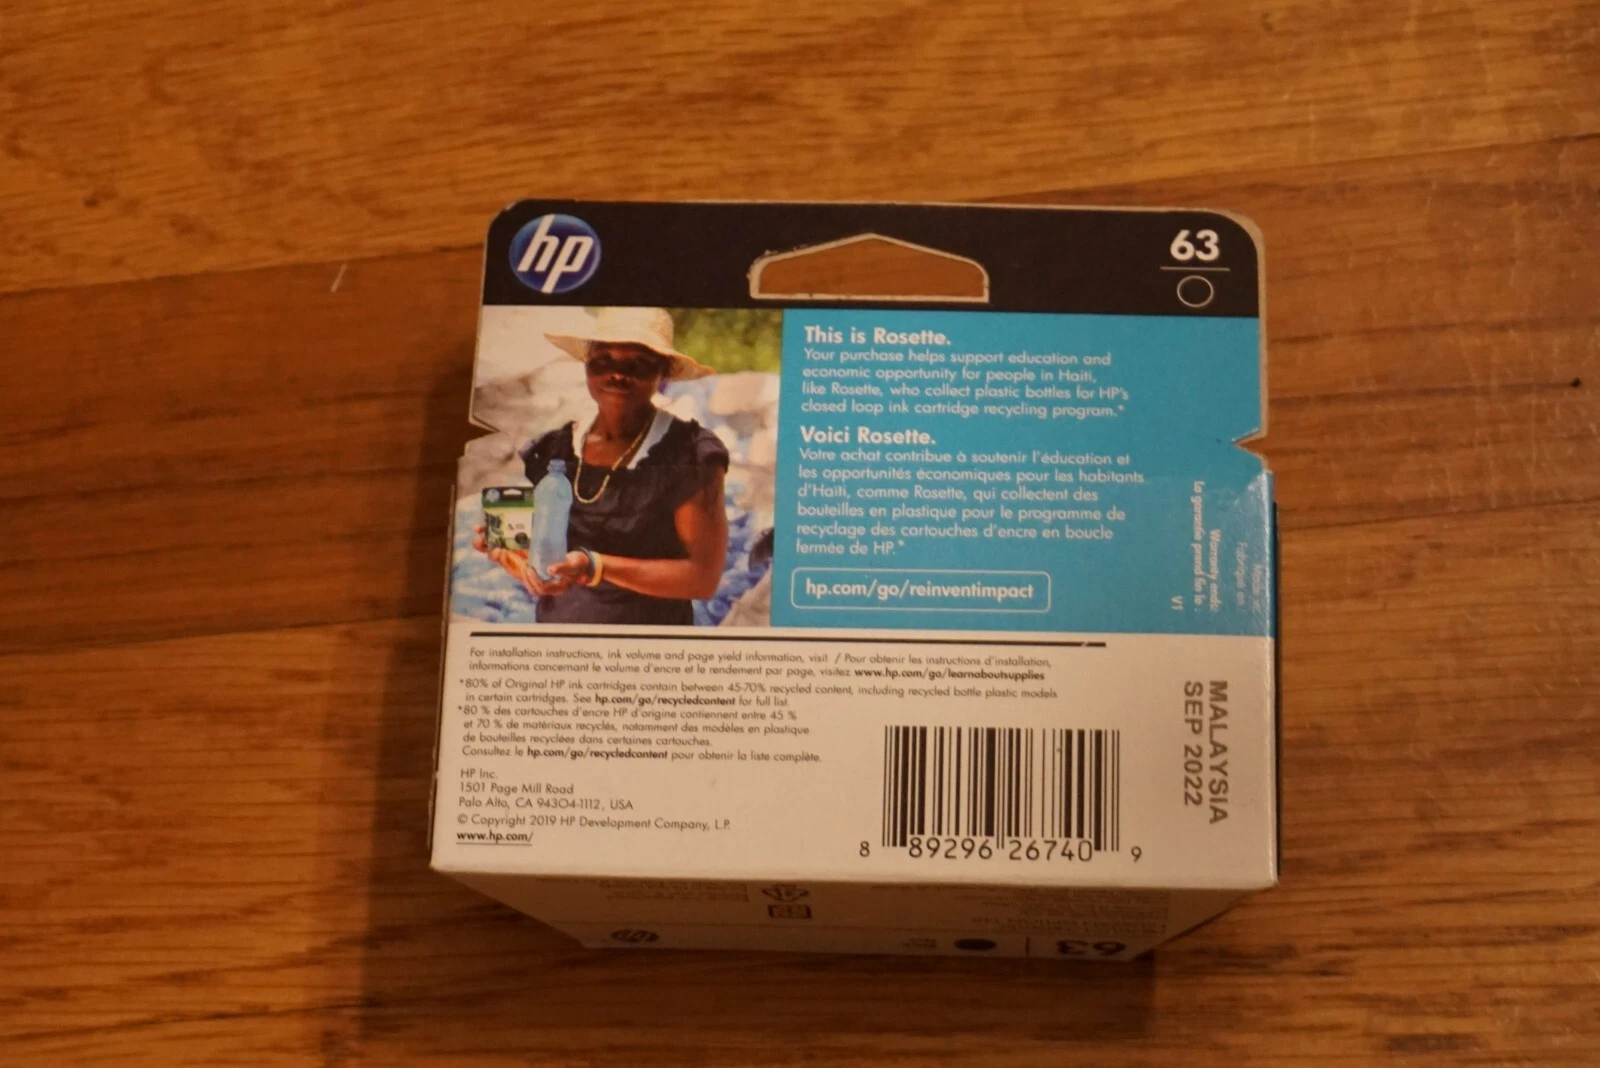 hp
63
This is Rosette.
Your purchase helps support education and
economic opportunity for people in Haiti,
like Rosette, who collect plastic bottles for HP's
closed loop ink cartridge recycling program.*
Voici Rosette.
Votre achat contribue à soutenir l'éducation et
les opportunités économiques pour les habitants
d'Haïti, comme Rosette, qui collectent des
bouteilles en plastique pour le programme de
recyclage des cartouches d'encre en boucle
fermée de HP.*
hp.com/go/reinventimpact
Fabriqué en :
Warranty ends:
la garantie prend fin le :
V1
For installation instructions, ink volume and page yield information, visit / Pour obtenir les instructions d'installation,
informations concernant le volume d'encre et le rendement par page, visitez www.hp.com/go/learnaboutsupplies
*80% of Original HP ink cartridges contain between 45-70% recycled content, including recycled bottle plastic models
in certain cartridges. See hp.com/go/recycledcontent for full list.
*80 % des cartouches d'encre HP d'origine contiennent entre 45 %
et 70 % de matériaux recyclés, notamment des modèles en plastique
de bouteilles recyclées dans certaines cartouches.
Consultez le hp.com/go/recycledcontent pour obtenir la liste complète.
HP Inc.
1501 Page Mill Road
Palo Alto, CA 94304-1112, USA
© Copyright 2019 HP Development Company, L.P.
www.hp.com/
MALAYSIA
SEP 2022
8 89296 26740 9
63
hp